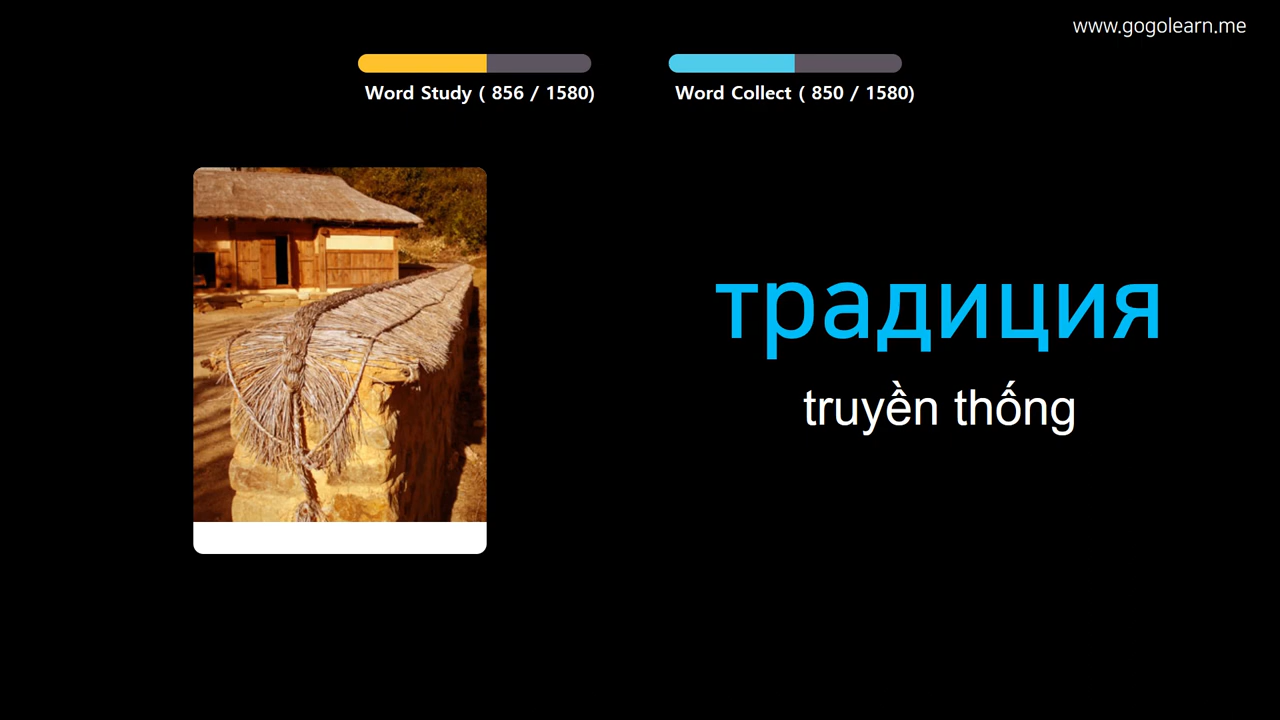 www.gogolearn.me
Word Study ( 856 / 1580)
Word Collect ( 850 / 1580)
традиция
truyền thống